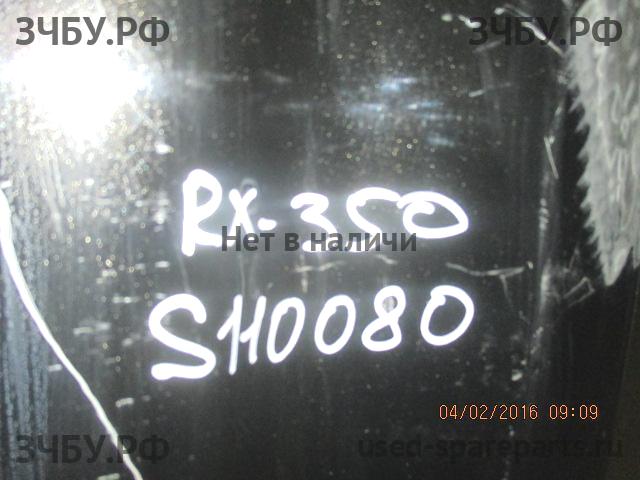 ЗЧБУ.РФ ЗЧБУ.РФ
RX-350
Нет в наличи
S110080
04/02/2016 09:09
ЗЧБУ.РФ used-spareparts.ru